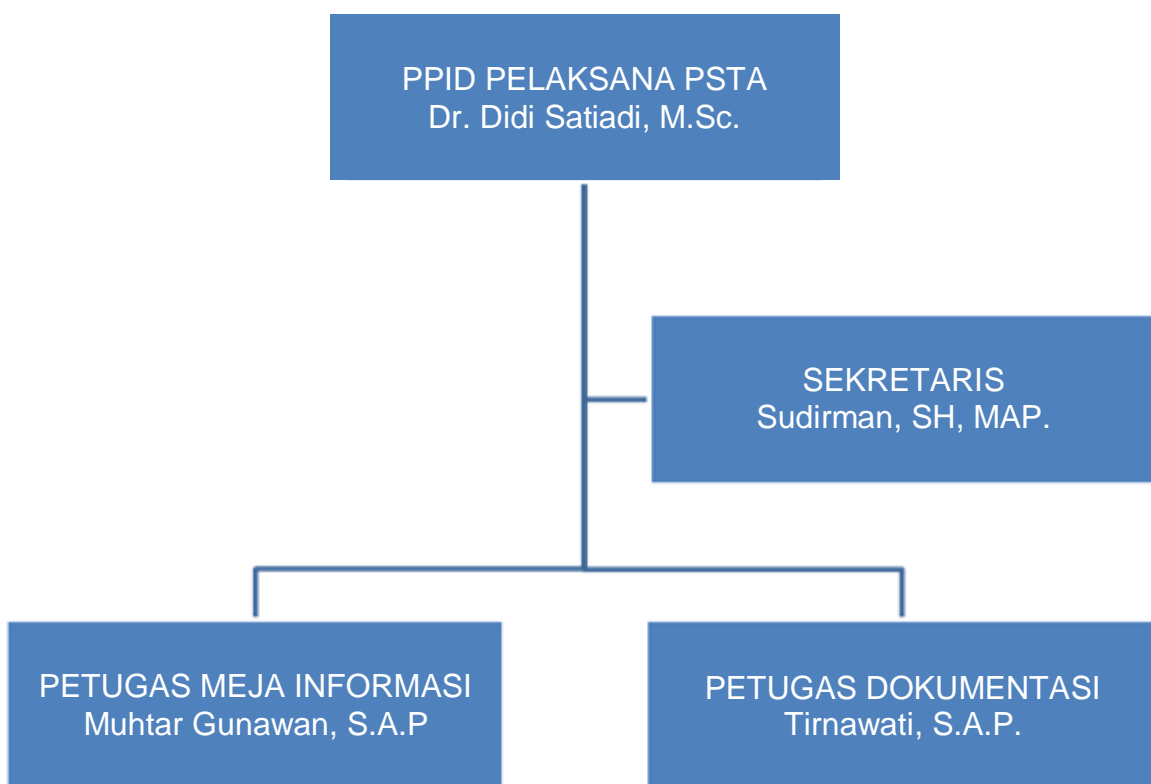 PPID PELAKSANA PSTA
Dr. Didi Satiadi, M.Sc.
SEKRETARIS
Sudirman, SH, MAP.
PETUGAS MEJA INFORMASI
Muhtar Gunawan, S.A.P
PETUGAS DOKUMENTASI
Tirnawati, S.A.P.